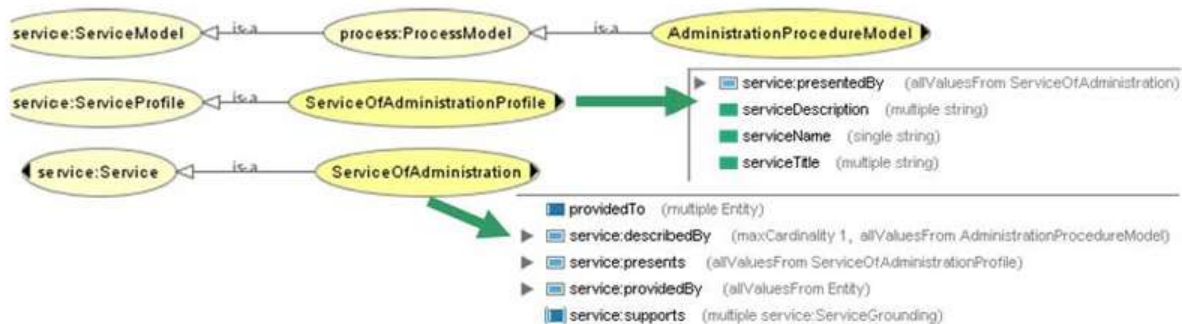 service:ServiceModel is-a process:ProcessModel is-a AdministrationProcedureModel
service:ServiceProfile is-a ServiceOfAdministrationProfile
service:presentedBy (allValuesFrom ServiceOfAdministration)
serviceDescription (multiple string)
serviceName (single string)
serviceTitle (multiple string)
service:Service is-a ServiceOfAdministration
providedTo (multiple Entity)
service:describedBy (maxCardinality 1, allValuesFrom AdministrationProcedureModel)
service:presents (allValuesFrom ServiceOfAdministrationProfile)
service:providedBy (allValuesFrom Entity)
service:supports (multiple service:ServiceGrounding)